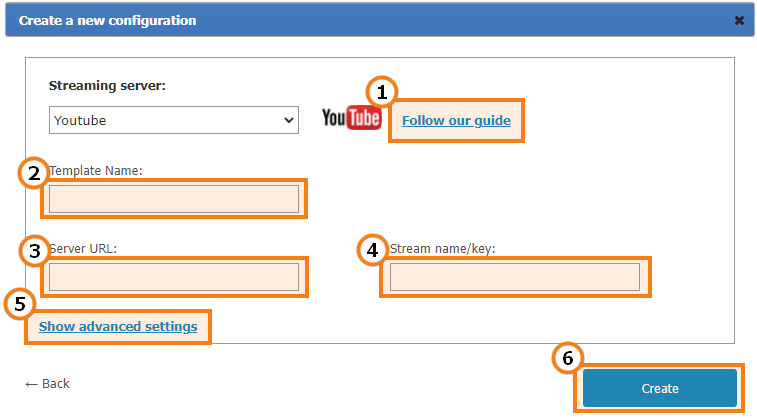 Create a new configuration ✖
Streaming server:
1
Youtube
YouTube
Follow our guide
2
Template Name:
3
Server URL:
4
Stream name/key:
5
Show advanced settings
6
← Back
Create